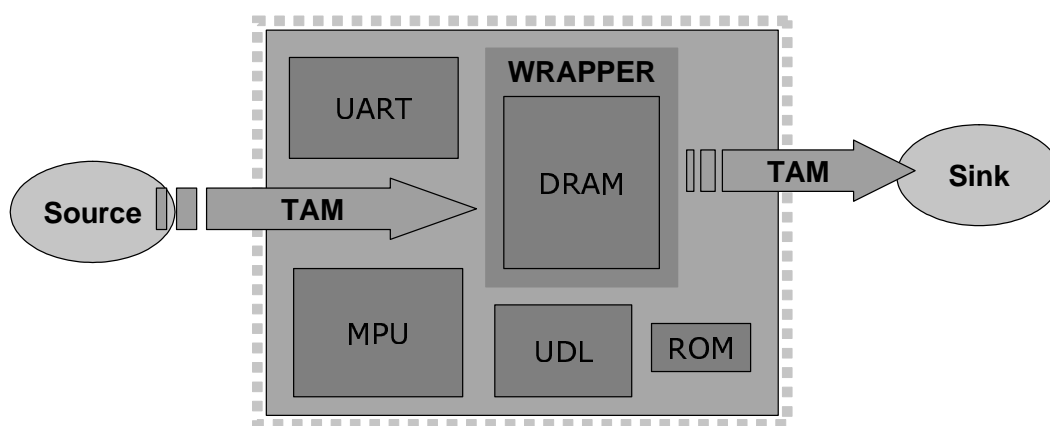 WRAPPER
UART
DRAM
TAM
Sink
Source
TAM
MPU
UDL
ROM